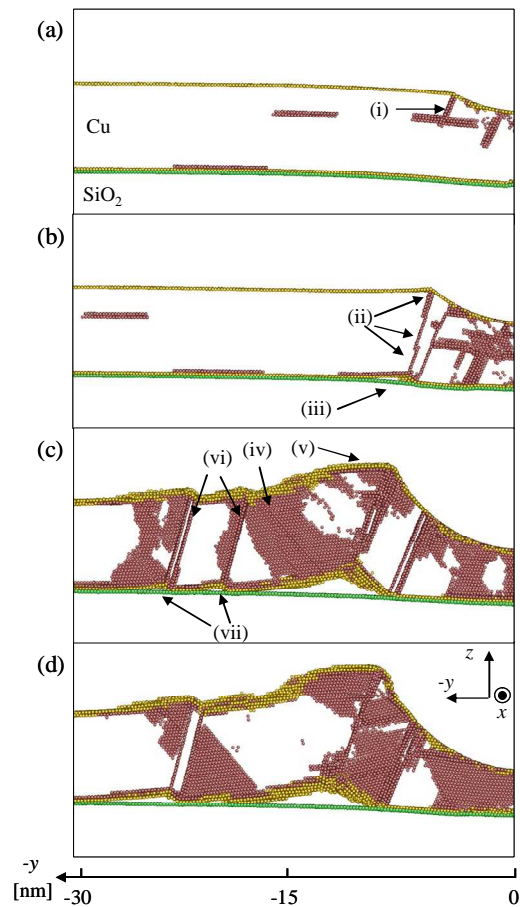 (a)
(i)
Cu
SiO2
(b)
(ii)
(iii)
(c)
(vi) (iv) (v)
(vii)
(d)
z
-y
x
-y
[nm]
-30 -15 0